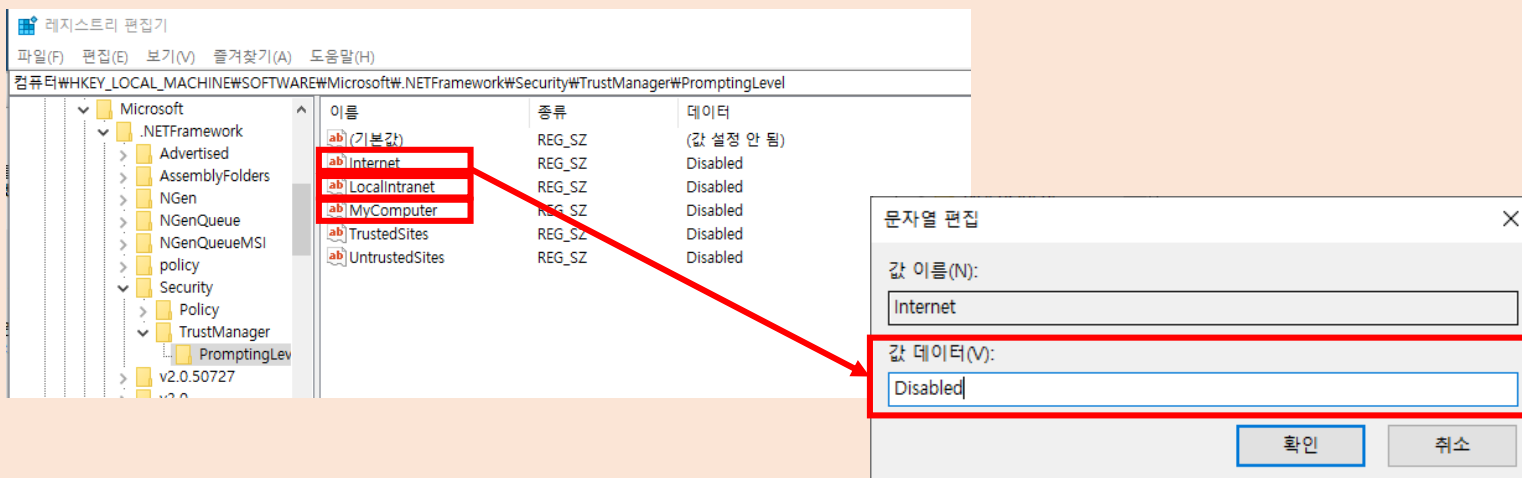 레지스트리 편집기
파일(F) 편집(E) 보기(V) 즐겨찾기(A) 도움말(H)
컴퓨터₩HKEY_LOCAL_MACHINE₩SOFTWARE₩Microsoft₩.NETFramework₩Security₩TrustManager₩PromptingLevel
Microsoft
.NETFramework
Advertised
AssemblyFolders
NGen
NGenQueue
NGenQueueMSI
policy
Security
Policy
TrustManager
PromptingLev
v2.0.50727
이름 종류 데이터
(기본값) REG_SZ (값 설정 안 됨)
Internet REG_SZ Disabled
LocalIntranet REG_SZ Disabled
MyComputer REG_SZ Disabled
TrustedSites REG_SZ Disabled
UntrustedSites REG_SZ Disabled
문자열 편집
값 이름(N):
Internet
값 데이터(V):
Disabled
확인 취소